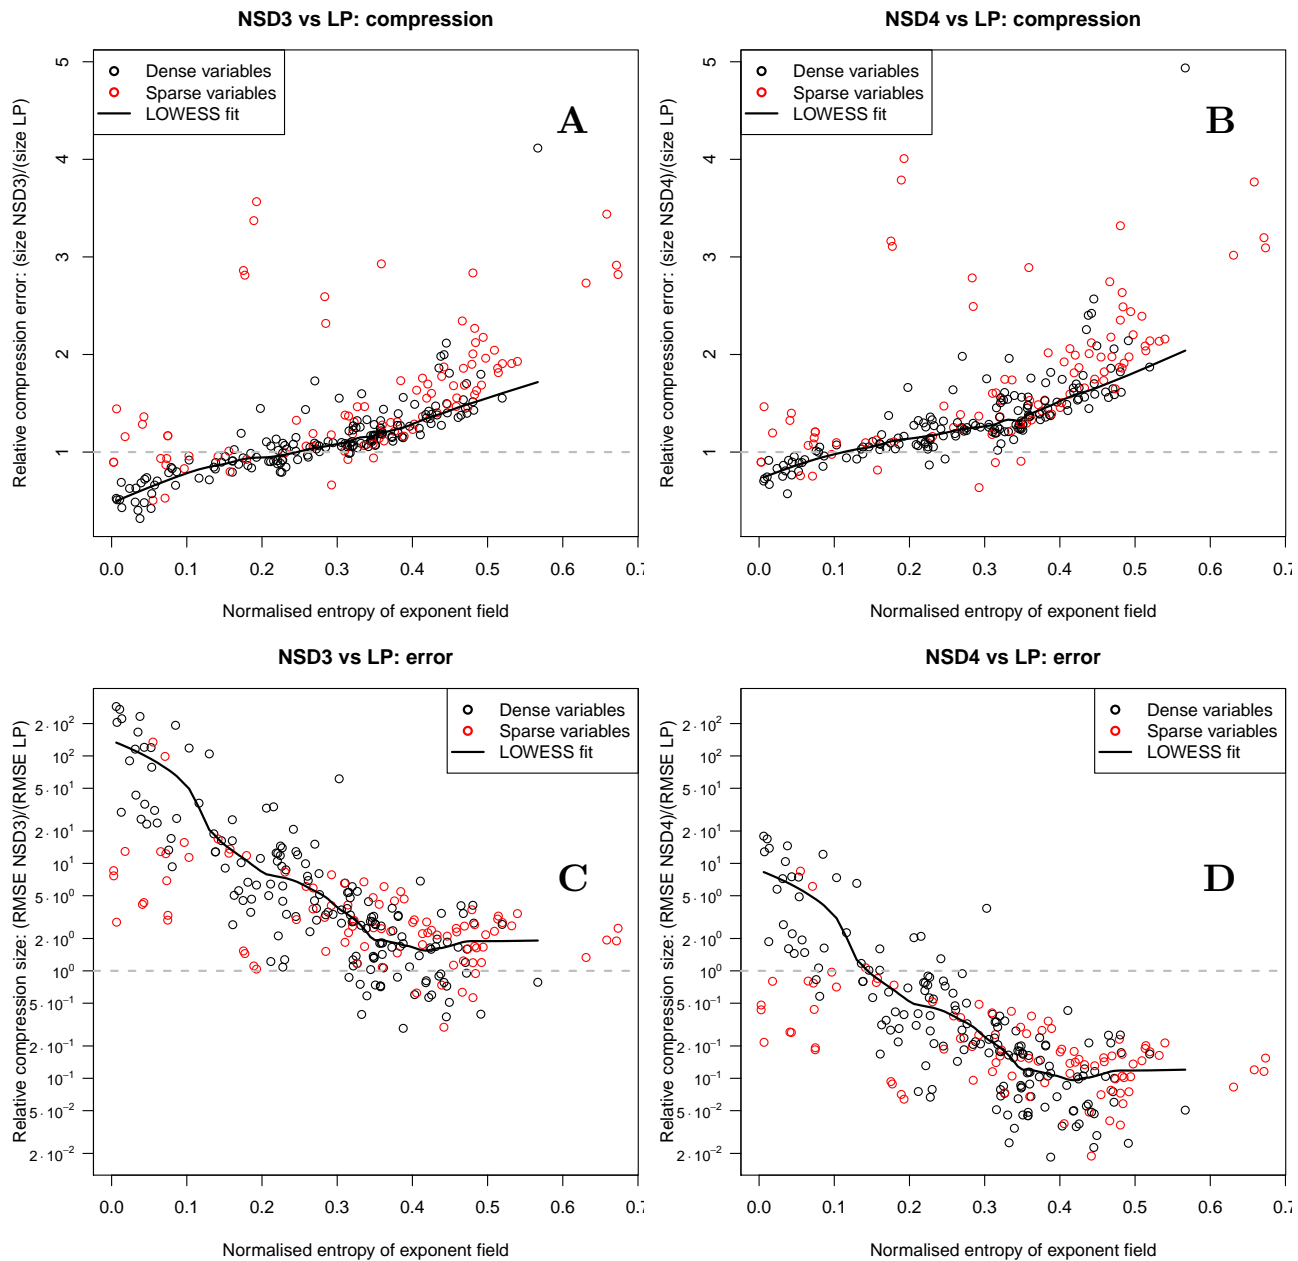 NSD3 vs LP: compression
Relative compression error: (size NSD3)/(size LP)
5
4
3
2
1
Dense variables
Sparse variables
LOWESS fit
A
0.0 0.1 0.2 0.3 0.4 0.5 0.6 0.7
Normalised entropy of exponent field
NSD4 vs LP: compression
Relative compression error: (size NSD4)/(size LP)
5
4
3
2
1
Dense variables
Sparse variables
LOWESS fit
B
0.0 0.1 0.2 0.3 0.4 0.5 0.6 0.7
Normalised entropy of exponent field
NSD3 vs LP: error
Relative compression size: (RMSE NSD3)/(RMSE LP)
2·10²
10²
5·10¹
2·10¹
10¹
5·10⁰
2·10⁰
10⁰
5·10⁻¹
2·10⁻¹
10⁻¹
5·10⁻²
2·10⁻²
Dense variables
Sparse variables
LOWESS fit
C
0.0 0.1 0.2 0.3 0.4 0.5 0.6 0.7
Normalised entropy of exponent field
NSD4 vs LP: error
Relative compression size: (RMSE NSD4)/(RMSE LP)
2·10²
10²
5·10¹
2·10¹
10¹
5·10⁰
2·10⁰
10⁰
5·10⁻¹
2·10⁻¹
10⁻¹
5·10⁻²
2·10⁻²
Dense variables
Sparse variables
LOWESS fit
D
0.0 0.1 0.2 0.3 0.4 0.5 0.6 0.7
Normalised entropy of exponent field